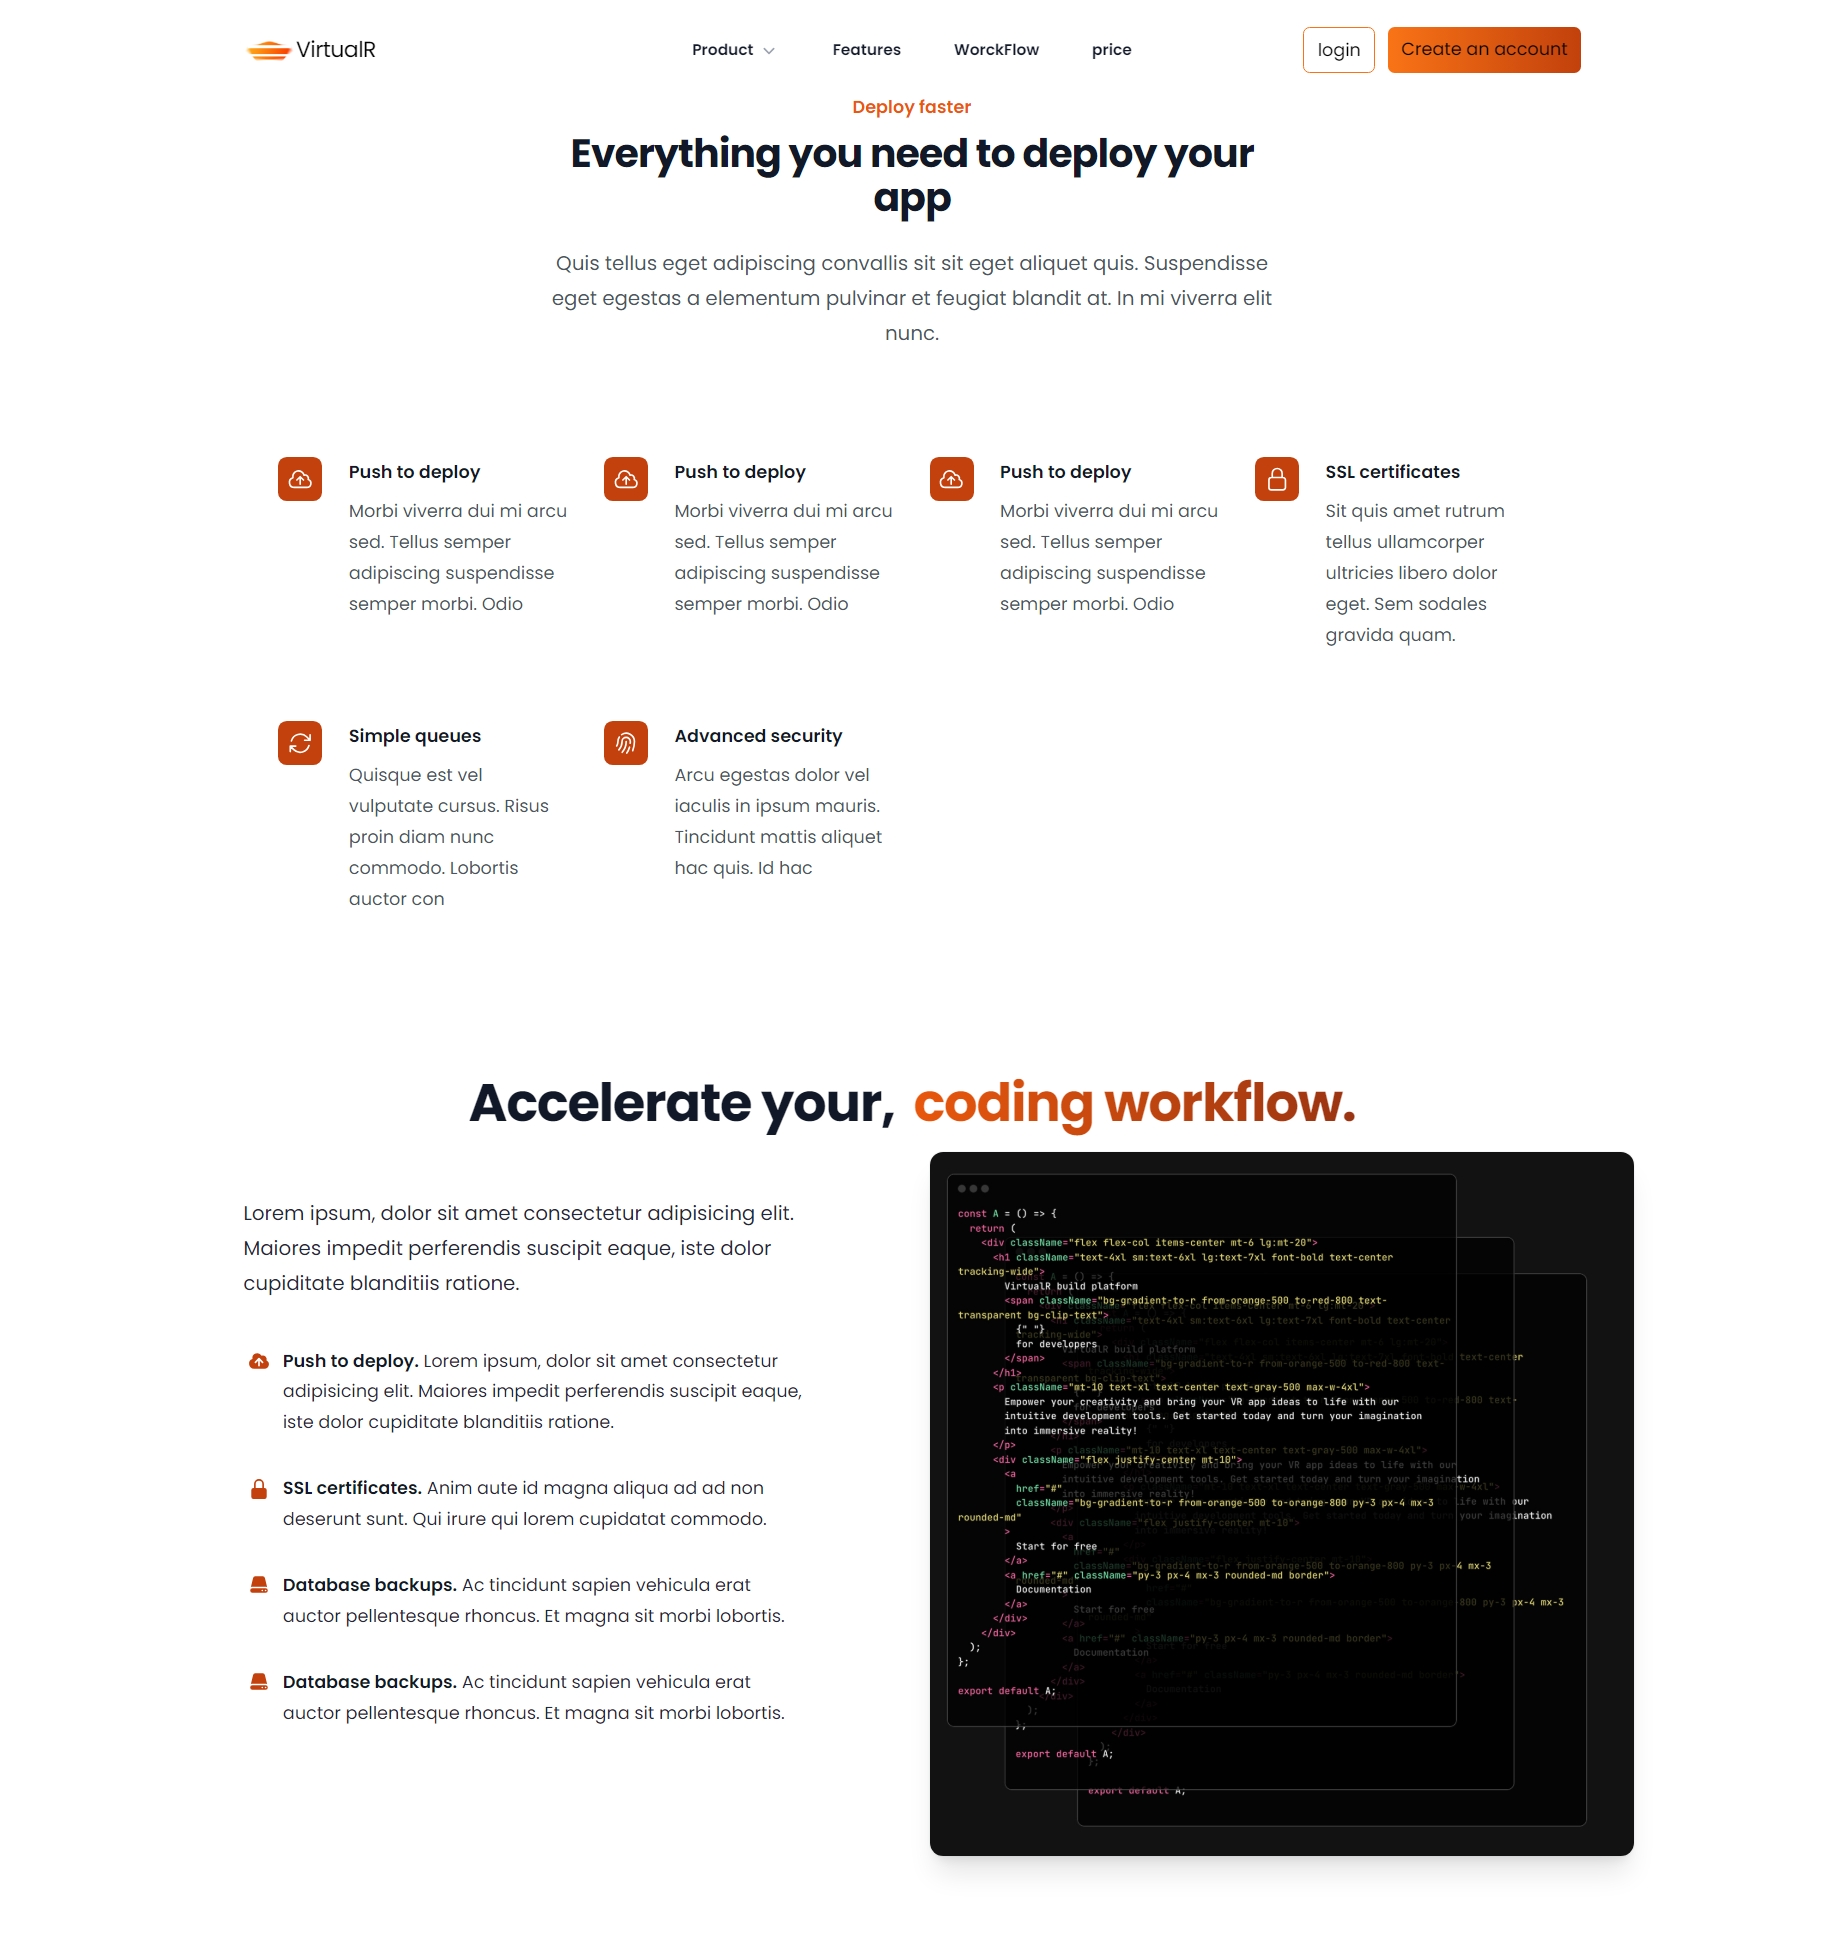 VirtualR
Product
Features
WorckFlow
price
login
Create an account
Deploy faster
Everything you need to deploy your
app
Quis tellus eget adipiscing convallis sit sit eget aliquet quis. Suspendisse
eget egestas a elementum pulvinar et feugiat blandit at. In mi viverra elit
nunc.
Push to deploy
Morbi viverra dui mi arcu
sed. Tellus semper
adipiscing suspendisse
semper morbi. Odio
Push to deploy
Morbi viverra dui mi arcu
sed. Tellus semper
adipiscing suspendisse
semper morbi. Odio
Push to deploy
Morbi viverra dui mi arcu
sed. Tellus semper
adipiscing suspendisse
semper morbi. Odio
SSL certificates
Sit quis amet rutrum
tellus ullamcorper
ultricies libero dolor
eget. Sem sodales
gravida quam.
Simple queues
Quisque est vel
vulputate cursus. Risus
proin diam nunc
commodo. Lobortis
auctor con
Advanced security
Arcu egestas dolor vel
iaculis in ipsum mauris.
Tincidunt mattis aliquet
hac quis. Id hac
Accelerate your, coding workflow.
Lorem ipsum, dolor sit amet consectetur adipisicing elit.
Maiores impedit perferendis suscipit eaque, iste dolor
cupiditate blanditiis ratione.
Push to deploy. Lorem ipsum, dolor sit amet consectetur
adipisicing elit. Maiores impedit perferendis suscipit eaque,
iste dolor cupiditate blanditiis ratione.
SSL certificates. Anim aute id magna aliqua ad ad non
deserunt sunt. Qui irure qui lorem cupidatat commodo.
Database backups. Ac tincidunt sapien vehicula erat
auctor pellentesque rhoncus. Et magna sit morbi lobortis.
Database backups. Ac tincidunt sapien vehicula erat
auctor pellentesque rhoncus. Et magna sit morbi lobortis.
const A = () => {
return (
<div className="flex flex-col items-center mt-6 lg:mt-20">
<h1 className="text-4xl sm:text-6xl lg:text-7xl font-bold text-center
tracking-wide">
VirtualR build platform
<span className="bg-gradient-to-r from-orange-500 to-red-800 text-
transparent bg-clip-text">
{" "}
for developers
</span>
</h1>
<p className="mt-10 text-xl text-center text-gray-500 max-w-4xl">
Empower your creativity and bring your VR app ideas to life with our
intuitive development tools. Get started today and turn your imagination
into immersive reality!
</p>
<div className="flex justify-center mt-10">
<a
href="#"
className="bg-gradient-to-r from-orange-500 to-orange-800 py-3 px-4 mx-3
rounded-md"
>
Start for free
</a>
<a href="#" className="py-3 px-4 mx-3 rounded-md border">
Documentation
</a>
</div>
</div>
);
};
export default A;
};
export default A;
export default A;